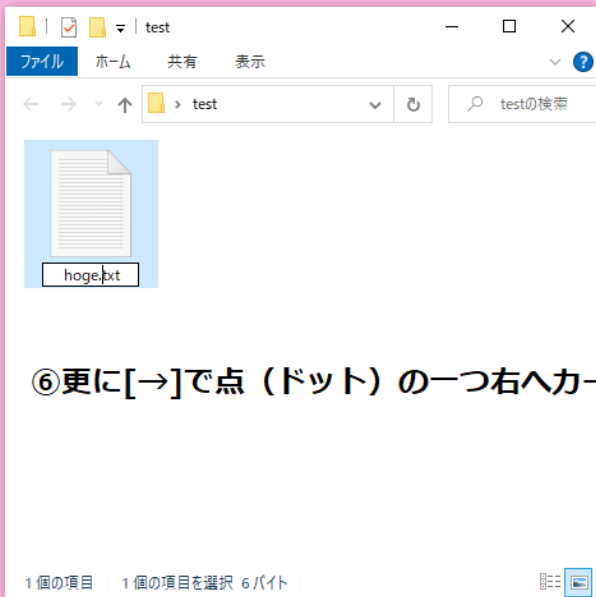 test
ファイル ホーム 共有 表示
test testの検索
hoge.txt
⑥更に[→]で点（ドット）の一つ右へカー
1個の項目 1個の項目を選択 6バイト